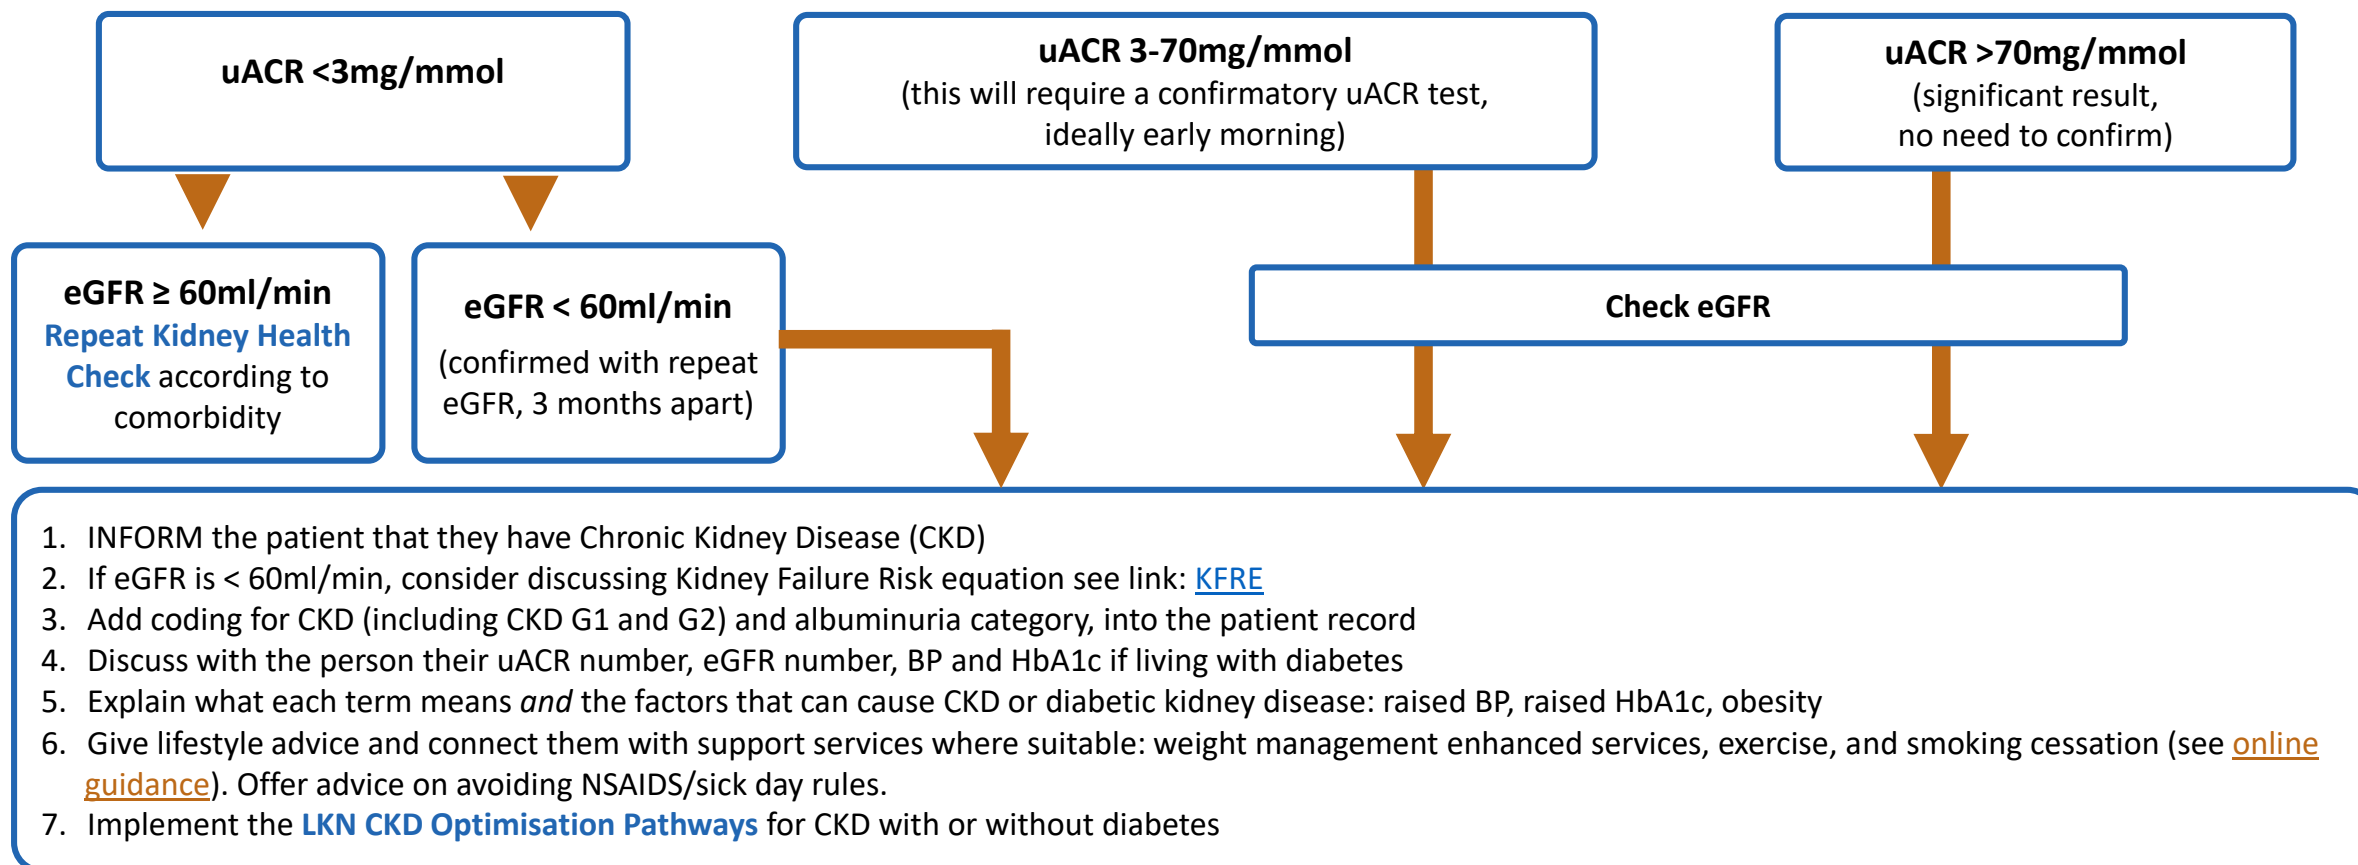 uACR <3mg/mmol
uACR 3-70mg/mmol
(this will require a confirmatory uACR test,
ideally early morning)
uACR >70mg/mmol
(significant result,
no need to confirm)
eGFR ≥ 60ml/min
Repeat Kidney Health
Check according to
comorbidity
eGFR < 60ml/min
(confirmed with repeat
eGFR, 3 months apart)
Check eGFR
1. INFORM the patient that they have Chronic Kidney Disease (CKD)
2. If eGFR is < 60ml/min, consider discussing Kidney Failure Risk equation see link: KFRE
3. Add coding for CKD (including CKD G1 and G2) and albuminuria category, into the patient record
4. Discuss with the person their uACR number, eGFR number, BP and HbA1c if living with diabetes
5. Explain what each term means and the factors that can cause CKD or diabetic kidney disease: raised BP, raised HbA1c, obesity
6. Give lifestyle advice and connect them with support services where suitable: weight management enhanced services, exercise, and smoking cessation (see online
guidance). Offer advice on avoiding NSAIDS/sick day rules.
7. Implement the LKN CKD Optimisation Pathways for CKD with or without diabetes